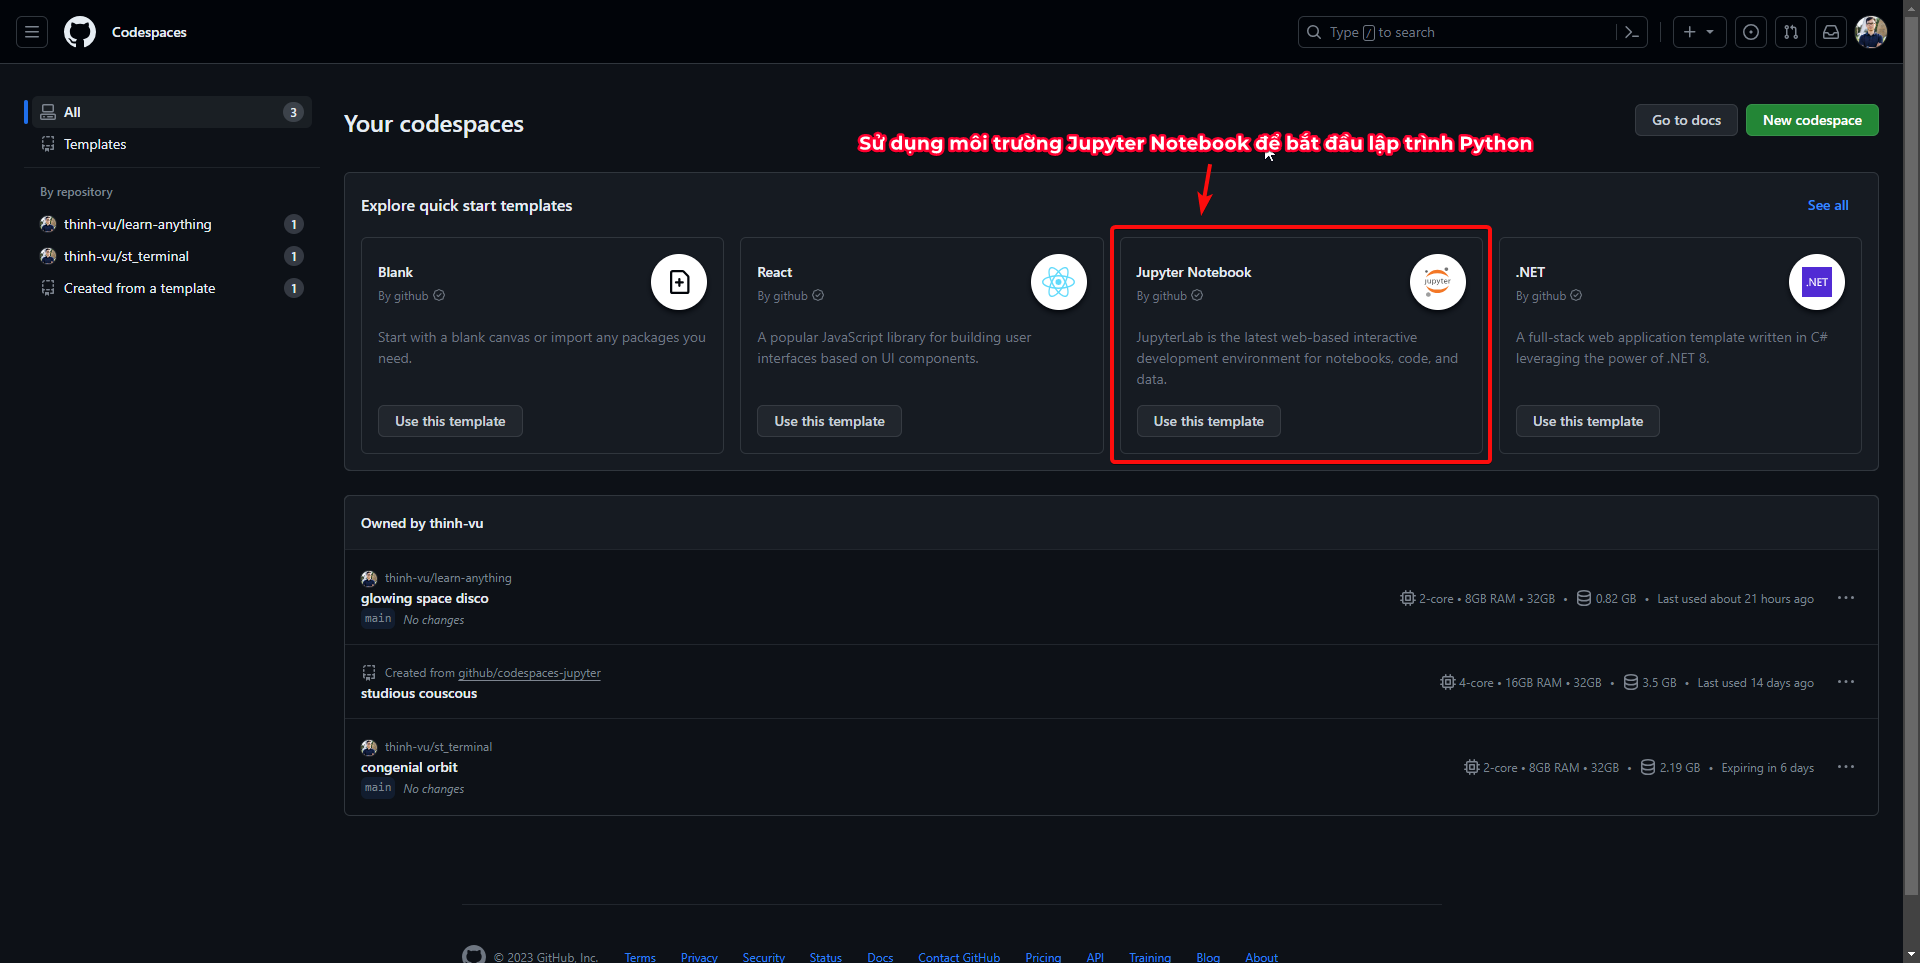 Codespaces
Type / to search
All 3
Templates
By repository
thinh-vu/learn-anything 1
thinh-vu/st_terminal 1
Created from a template 1
Your codespaces
Go to docs
New codespace
Sử dụng môi trường Jupyter Notebook để bắt đầu lập trình Python
Explore quick start templates
See all
Blank
By github
Start with a blank canvas or import any packages you
need.
Use this template
React
By github
A popular JavaScript library for building user
interfaces based on UI components.
Use this template
Jupyter Notebook
By github
jupyter
JupyterLab is the latest web-based interactive
development environment for notebooks, code, and
data.
Use this template
.NET
By github
.NET
A full-stack web application template written in C#
leveraging the power of .NET 8.
Use this template
Owned by thinh-vu
thinh-vu/learn-anything
glowing space disco
main No changes
2-core • 8GB RAM • 32GB • 0.82 GB • Last used about 21 hours ago
Created from github/codespaces-jupyter
studious couscous
4-core • 16GB RAM • 32GB • 3.5 GB • Last used 14 days ago
thinh-vu/st_terminal
congenial orbit
main No changes
2-core • 8GB RAM • 32GB • 2.19 GB • Expiring in 6 days
© 2023 GitHub, Inc. Terms Privacy Security Status Docs Contact GitHub Pricing API Training Blog About